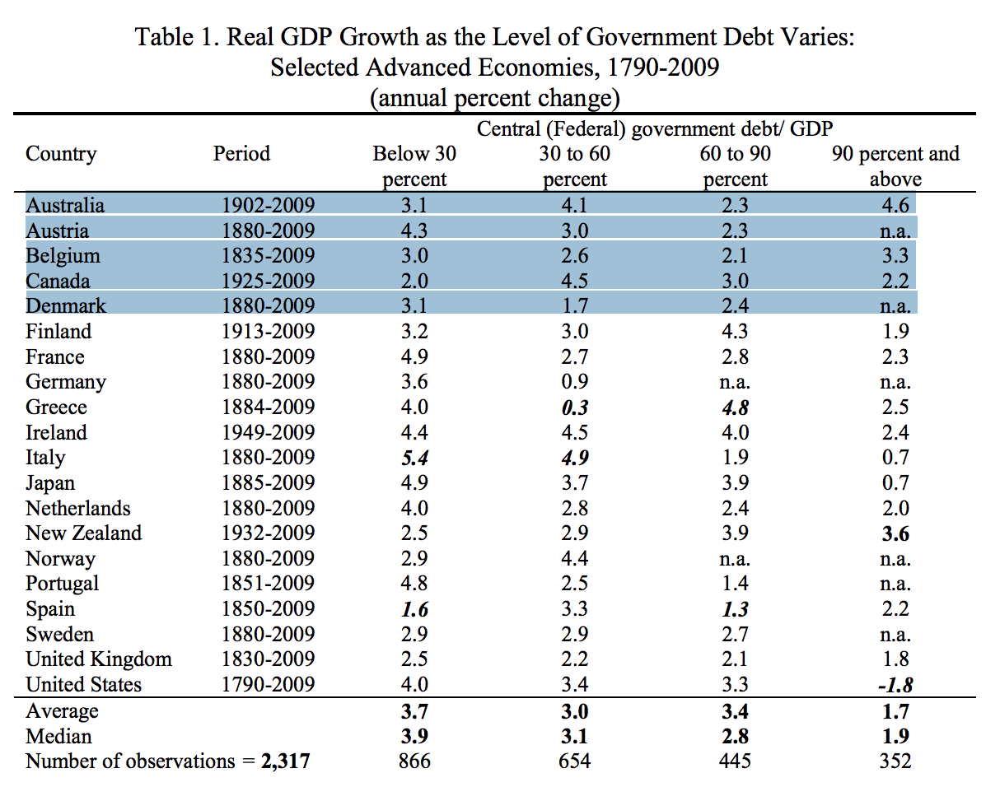 Table 1. Real GDP Growth as the Level of Government Debt Varies:
Selected Advanced Economies, 1790-2009
(annual percent change)
Central (Federal) government debt/ GDP
Country Period Below 30 30 to 60 60 to 90 90 percent and
percent percent percent above
Australia 1902-2009 3.1 4.1 2.3 4.6
Austria 1880-2009 4.3 3.0 2.3 n.a.
Belgium 1835-2009 3.0 2.6 2.1 3.3
Canada 1925-2009 2.0 4.5 3.0 2.2
Denmark 1880-2009 3.1 1.7 2.4 n.a.
Finland 1913-2009 3.2 3.0 4.3 1.9
France 1880-2009 4.9 2.7 2.8 2.3
Germany 1880-2009 3.6 0.9 n.a. n.a.
Greece 1884-2009 4.0 0.3 4.8 2.5
Ireland 1949-2009 4.4 4.5 4.0 2.4
Italy 1880-2009 5.4 4.9 1.9 0.7
Japan 1885-2009 4.9 3.7 3.9 0.7
Netherlands 1880-2009 4.0 2.8 2.4 2.0
New Zealand 1932-2009 2.5 2.9 3.9 3.6
Norway 1880-2009 2.9 4.4 n.a. n.a.
Portugal 1851-2009 4.8 2.5 1.4 n.a.
Spain 1850-2009 1.6 3.3 1.3 2.2
Sweden 1880-2009 2.9 2.9 2.7 n.a.
United Kingdom 1830-2009 2.5 2.2 2.1 1.8
United States 1790-2009 4.0 3.4 3.3 -1.8
Average 3.7 3.0 3.4 1.7
Median 3.9 3.1 2.8 1.9
Number of observations = 2,317 866 654 445 352